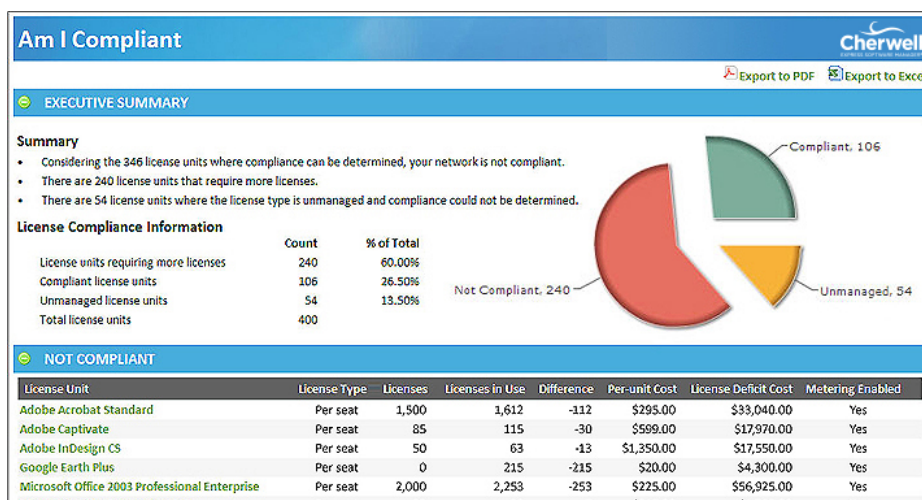 Am I Compliant
Cherwell
Export to PDF Export to Exce
EXECUTIVE SUMMARY
Summary
• Considering the 346 license units where compliance can be determined, your network is not compliant.
• There are 240 license units that require more licenses.
• There are 54 license units where the license type is unmanaged and compliance could not be determined.
License Compliance Information
Count % of Total
License units requiring more licenses 240 60.00%
Compliant license units 106 26.50%
Unmanaged license units 54 13.50%
Total license units 400
Compliant, 106
Not Compliant, 240
Unmanaged, 54
NOT COMPLIANT
License Unit License Type Licenses Licenses in Use Difference Per-unit Cost License Deficit Cost Metering Enabled
Adobe Acrobat Standard Per seat 1,500 1,612 -112 $295.00 $33,040.00 Yes
Adobe Captivate Per seat 85 115 -30 $599.00 $17,970.00 Yes
Adobe InDesign CS Per seat 50 63 -13 $1,350.00 $17,550.00 Yes
Google Earth Plus Per seat 0 215 -215 $20.00 $4,300.00 Yes
Microsoft Office 2003 Professional Enterprise Per seat 2,000 2,253 -253 $225.00 $56,925.00 Yes